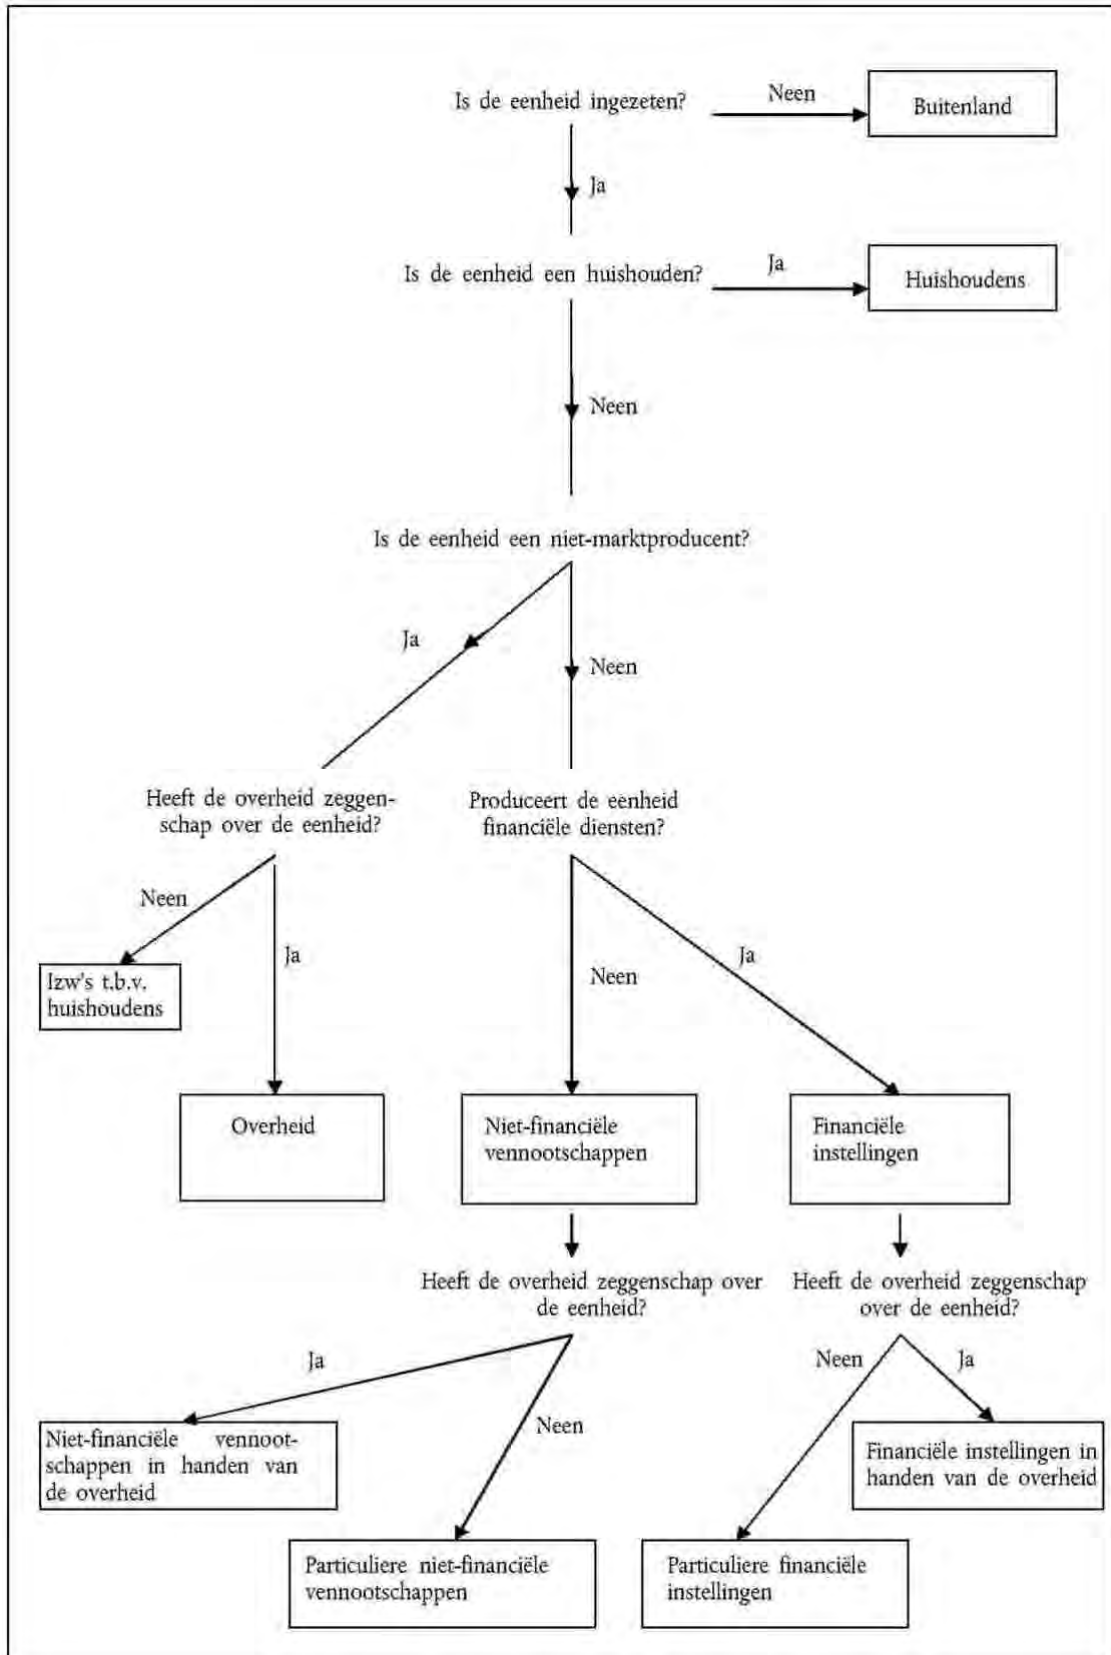 Is de eenheid ingezeten?
Neen
Buitenland
Ja
Is de eenheid een huishouden?
Ja
Huishoudens
Neen
Is de eenheid een niet-marktproducent?
Ja
Neen
Heeft de overheid zeggen-
schap over de eenheid?
Produceert de eenheid
financiële diensten?
Neen
Ja
Neen
Ja
Izw's t.b.v.
huishoudens
Overheid
Niet-financiële
vennootschappen
Financiële
instellingen
Heeft de overheid zeggenschap over
de eenheid?
Heeft de overheid zeggenschap
over de eenheid?
Ja
Neen
Neen
Ja
Niet-financiële vennoot-
schappen in handen van
de overheid
Financiële instellingen in
handen van de overheid
Particuliere niet-financiële
vennootschappen
Particuliere financiële
instellingen